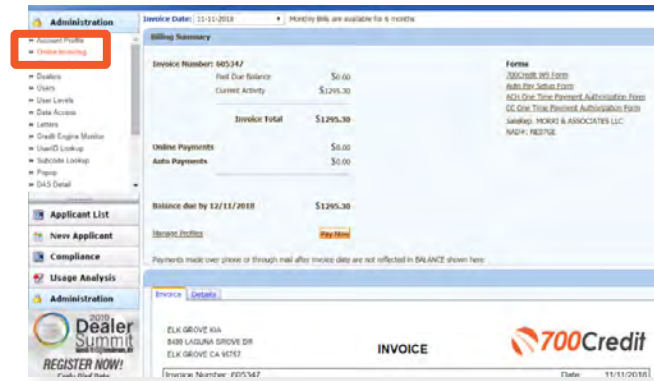 Administration
Account Profile
Online Invoicing
Dealers
Users
User Levels
Data Access
Letters
Credit Engine Monitor
UserID Lookup
Subcode Lookup
Popup
DAS Detail
Applicant List
New Applicant
Compliance
Usage Analysis
Administration
2019
Dealer
Summit
REGISTER NOW!
Invoice Date: 11-11-2018 Monthly Bills are available for 6 months
Billing Summary
Invoice Number: 605347
Past Due Balance $0.00
Current Activity $1295.30
Invoice Total $1295.30
Online Payments $0.00
Auto Payments $0.00
Balance due by 12/11/2018 $1295.30
Manage Profiles Pay Now
Payments made over phone or through mail after invoice date are not reflected in BALANCE shown here
Forms
700Credit WS Form
Auto Pay Setup Form
ACH One Time Payment Authorization Form
CC One Time Payment Authorization Form
SalesRep: MORRI & ASSOCIATES LLC
Invoice Details
ELK GROVE KIA
8480 LAGUNA GROVE DR
ELK GROVE CA 95757
INVOICE
700Credit
Invoice Number 605347 Date 11/11/2018